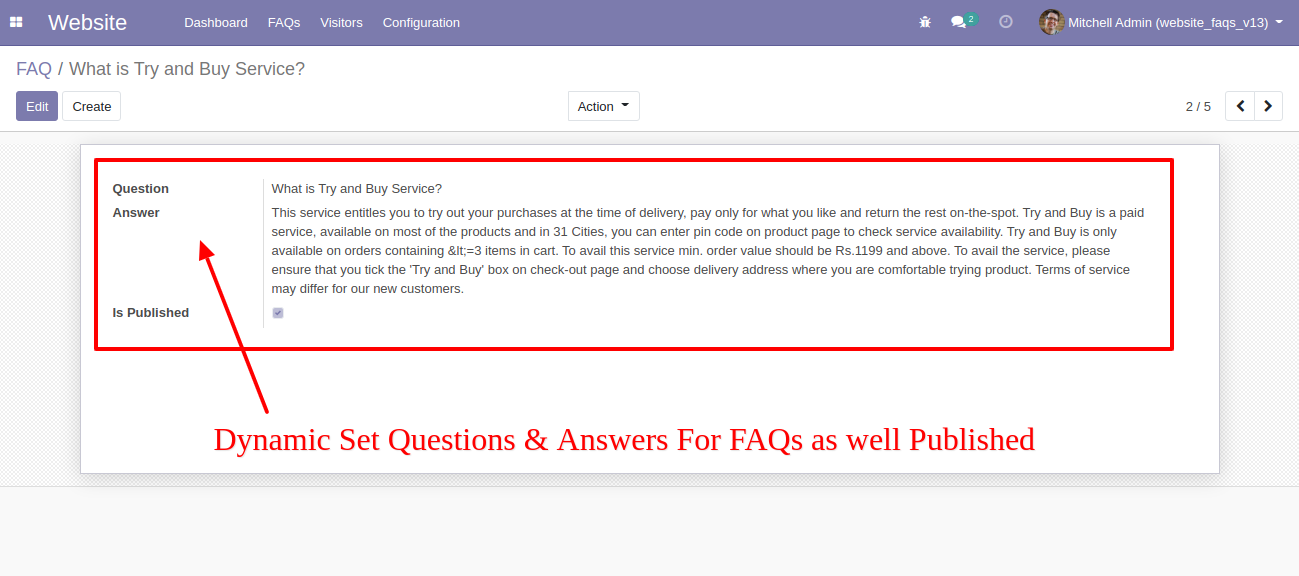 Website Dashboard FAQs Visitors Configuration 2 Mitchell Admin (website_faqs_v13)
FAQ / What is Try and Buy Service?
Edit Create Action 2 / 5
Question What is Try and Buy Service?
Answer This service entitles you to try out your purchases at the time of delivery, pay only for what you like and return the rest on-the-spot. Try and Buy is a paid
service, available on most of the products and in 31 Cities, you can enter pin code on product page to check service availability. Try and Buy is only
available on orders containing &lt;=3 items in cart. To avail this service min. order value should be Rs.1199 and above. To avail the service, please
ensure that you tick the 'Try and Buy' box on check-out page and choose delivery address where you are comfortable trying product. Terms of service
may differ for our new customers.
Is Published
Dynamic Set Questions & Answers For FAQs as well Published